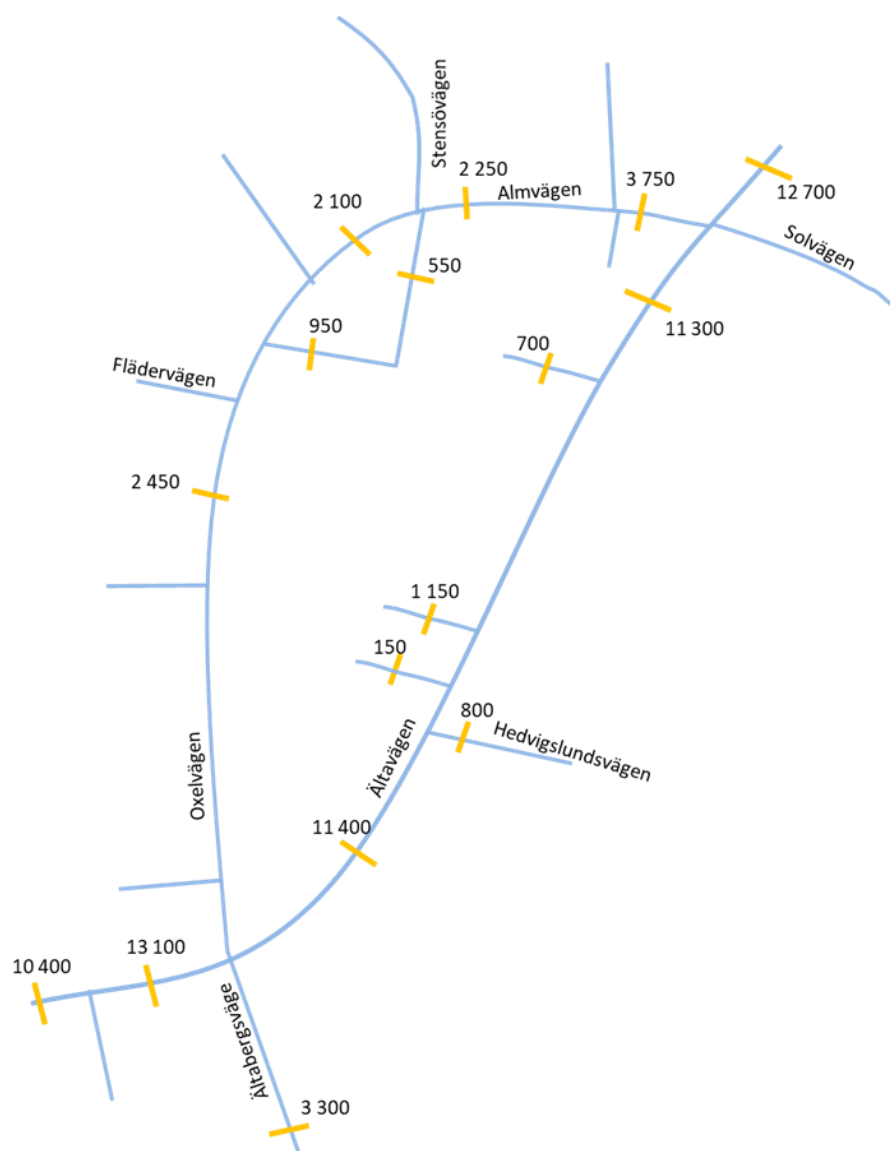 Stensövägen
2 250
Almvägen
3 750
12 700
2 100
Solvägen
550
950
11 300
700
Flädervägen
2 450
1 150
150
800
Hedvigslundsvägen
Ältavägen
Oxelvägen
11 400
13 100
10 400
Ältabergsväge
3 300